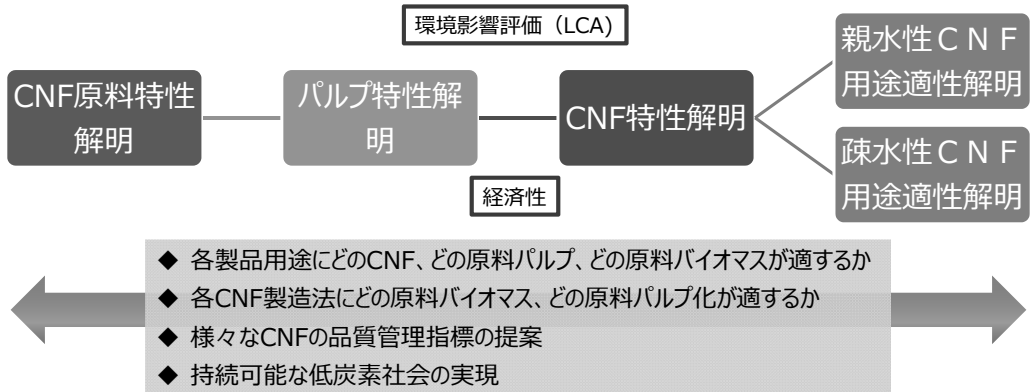 環境影響評価（LCA)
CNF原料特性
解明
パルプ特性解
明
CNF特性解明
親水性ＣＮＦ
用途適性解明
疎水性ＣＮＦ
用途適性解明
経済性
◆ 各製品用途にどのCNF、どの原料パルプ、どの原料バイオマスが適するか
◆ 各CNF製造法にどの原料バイオマス、どの原料パルプ化が適するか
◆ 様々なCNFの品質管理指標の提案
◆ 持続可能な低炭素社会の実現